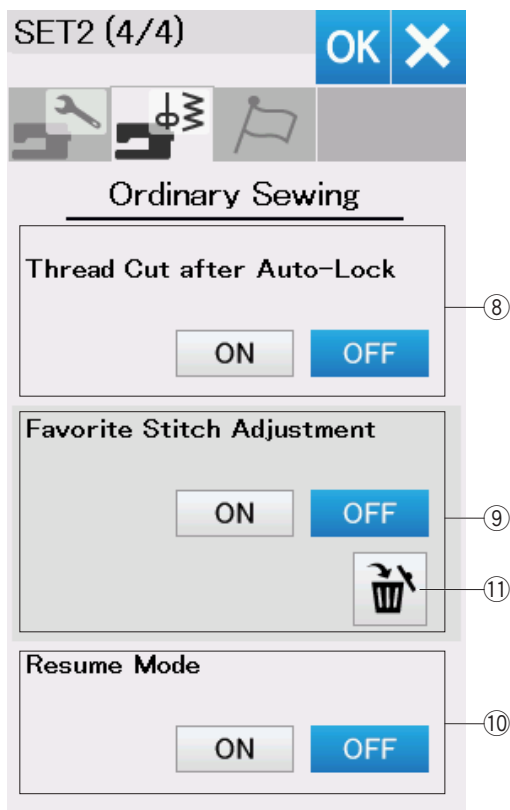 SET2 (4/4)
OK
Ordinary Sewing
Thread Cut after Auto-Lock
⑧
ON OFF
Favorite Stitch Adjustment
ON OFF
⑨
⑪
Resume Mode
⑩
ON OFF